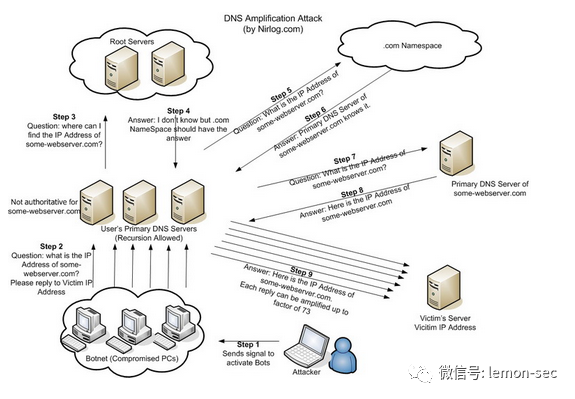 DNS Amplification Attack
(by Nirlog.com)
Root Servers
.com Namespace
Step 3
Question: where can I
find the IP Address of
some-webserver.com?
Step 4
Answer: I don't know but .com
NameSpace should have the
answer
Step 5
Question: What is the IP Address of
some-webserver.com?
Step 6
Answer: Primary DNS Server of
some-webserver.com knows it.
Step 7
Question: What is the IP Address of
some-webserver.com?
Step 8
Answer: Here is the IP Address of
some-webserver.com
Primary DNS Server of
some-webserver.com
Not authoritative for
some-webserver.com
User's Primary DNS Servers
(Recursion Allowed)
Step 2
Question: what is the IP
Address of some-
webserver.com?
Please reply to Victim IP
Address
Step 9
Answer: Here is the IP Address of
some-webserver.com.
Each reply can be amplified up to
factor of 73
Victim's Server
Vicitim IP Address
Botnet (Compromised PCs)
Step 1
Sends signal to
activate Bots
Attacker
微信号: lemon-sec